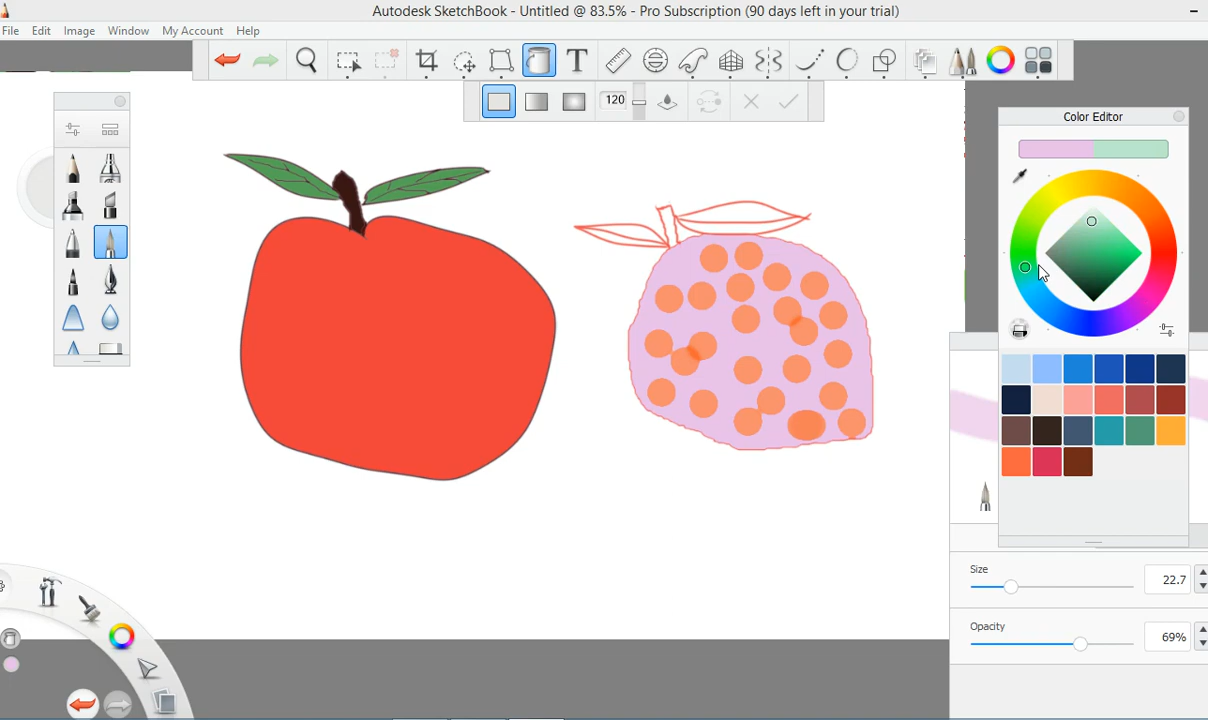 Autodesk SketchBook - Untitled @ 83.5% - Pro Subscription (90 days left in your trial)
File Edit Image Window My Account Help
T
120
Color Editor
Size
22.7
Opacity
69%